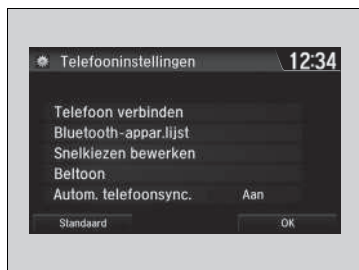 Telefooninstellingen 12:34
Telefoon verbinden
Bluetooth-appar.lijst
Snelkiezen bewerken
Beltoon
Autom. telefoonsync. Aan
Standaard OK